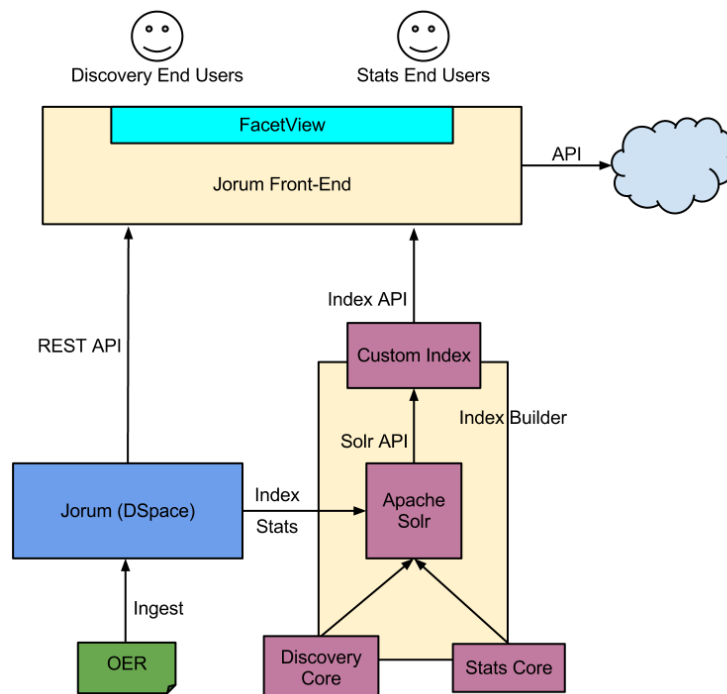 Discovery End Users
Stats End Users
FacetView
Jorum Front-End
API
Index API
REST API
Custom Index
Index Builder
Solr API
Jorum (DSpace)
Index
Stats
Apache
Solr
Ingest
OER
Discovery
Core
Stats Core